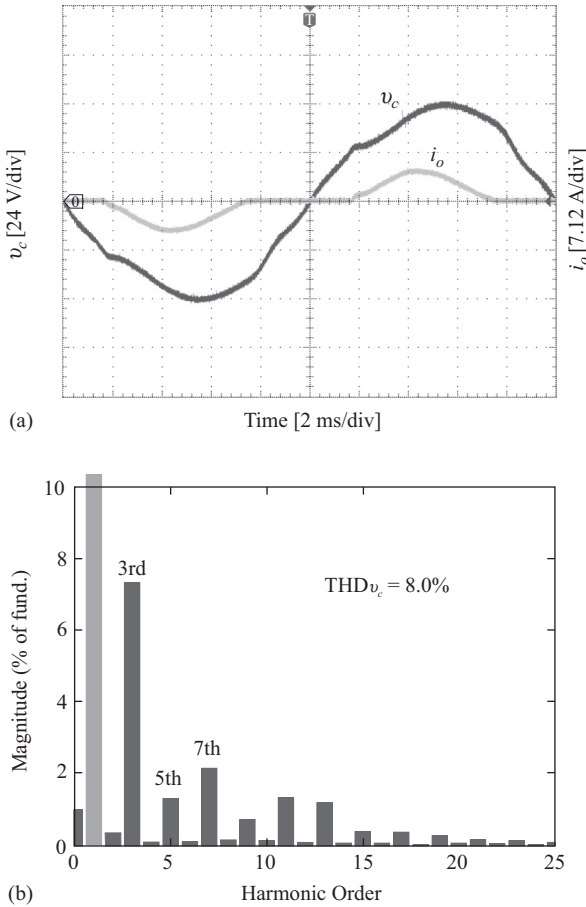 T
υc
io
0
υc [24 V/div]
io [7.12 A/div]
(a)
Time [2 ms/div]
10
8
6
4
2
0
Magnitude (% of fund.)
3rd
THDυc = 8.0%
7th
5th
0 5 10 15 20 25
(b)
Harmonic Order